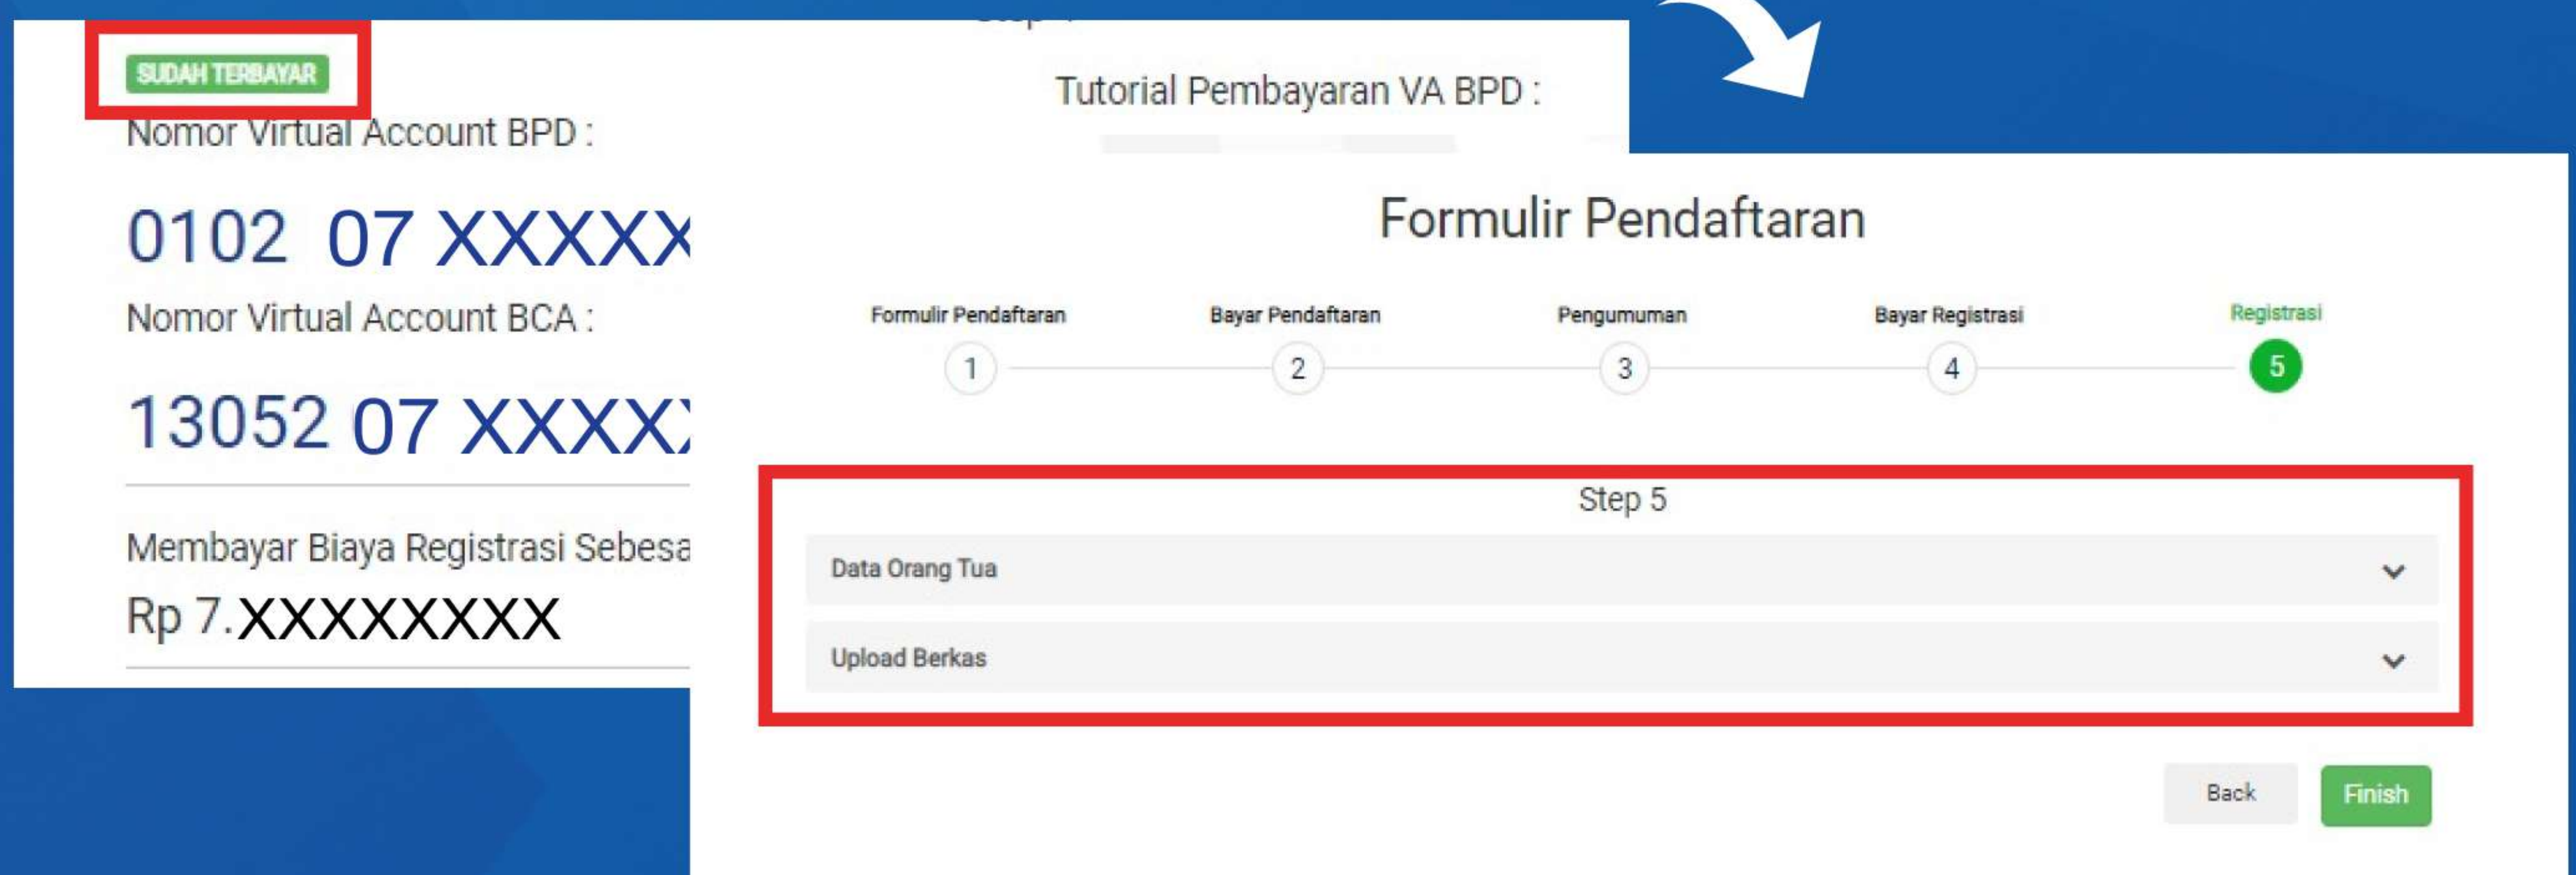 SUDAH TERBAYAR
Nomor Virtual Account BPD :
0102 07 XXXXX
Nomor Virtual Account BCA :
13052 07 XXXX
Membayar Biaya Registrasi Sebesa
Rp 7.XXXXXXXX
Tutorial Pembayaran VA BPD :
Formulir Pendaftaran
Formulir Pendaftaran
Bayar Pendaftaran
Pengumuman
Bayar Registrasi
Registrasi
1
2
3
4
5
Step 5
Data Orang Tua
Upload Berkas
Back
Finish